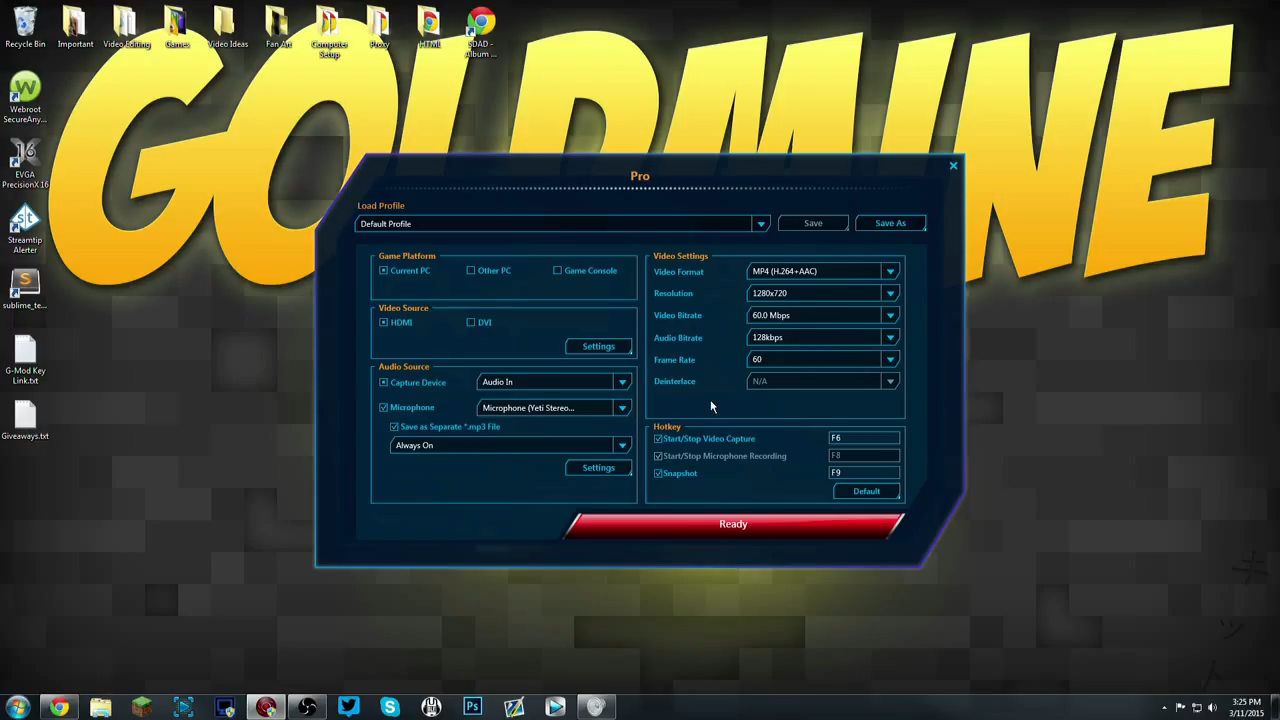 Recycle Bin
Important
Video Editing
Games
Video Ideas
Fan Art
Computer
Setup
Proxy
HTML
SDAD -
Album ...
GOLDMINE
Webroot
SecureAny...
EVGA
PrecisionX 16
Streamtip
Alerter
sublime_te...
G-Mod Key
Link.txt
Giveaways.txt
Pro
Load Profile
Default Profile
Save
Save As
Game Platform
Current PC
Other PC
Game Console
Video Source
HDMI
DVI
Settings
Audio Source
Capture Device
Audio In
Microphone
Microphone (Yeti Stereo...
Save as Separate *.mp3 File
Always On
Settings
Video Settings
Video Format
MP4 (H.264+AAC)
Resolution
1280x720
Video Bitrate
60.0 Mbps
Audio Bitrate
128kbps
Frame Rate
60
Deinterlace
N/A
Hotkey
Start/Stop Video Capture
F6
Start/Stop Microphone Recording
F8
Snapshot
F9
Default
Ready
Ps
3:25 PM
3/11/2015